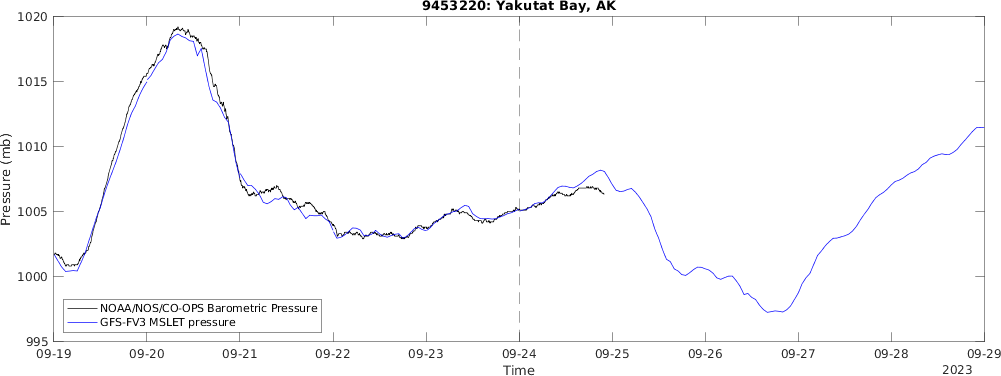 9453220: Yakutat Bay, AK
Pressure (mb)
1020
1015
1010
1005
1000
995
NOAA/NOS/CO-OPS Barometric Pressure
GFS-FV3 MSLET pressure
09-19 09-20 09-21 09-22 09-23 09-24 09-25 09-26 09-27 09-28 09-29
Time
2023